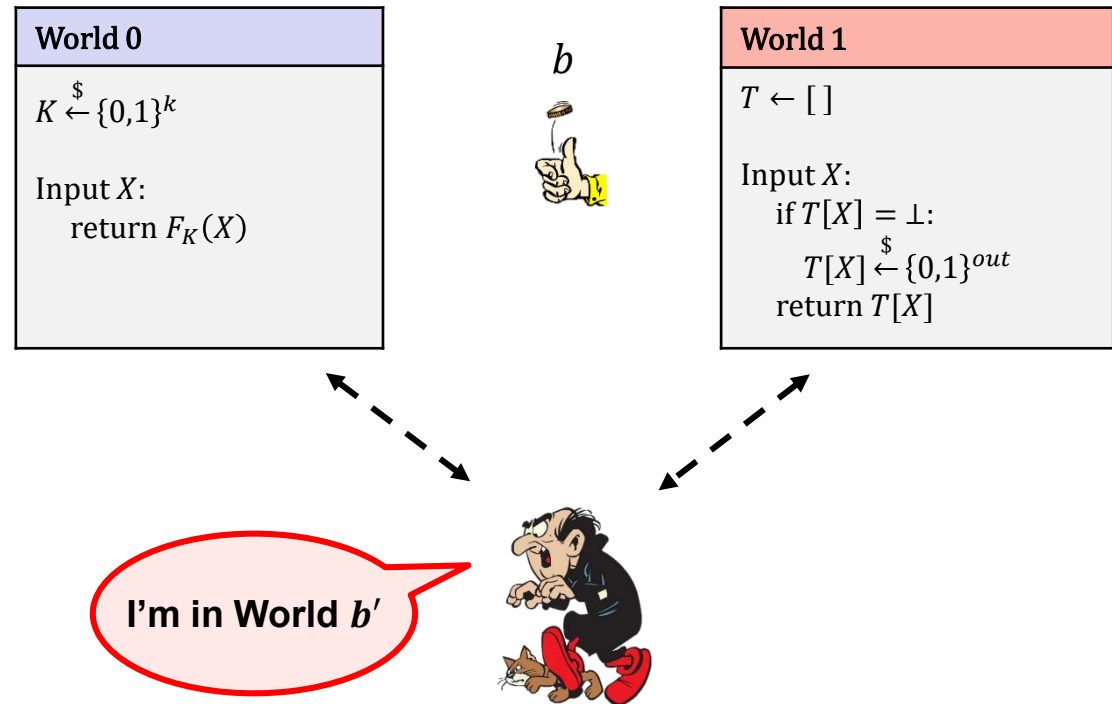 World 0
K $← {0,1}^k
Input X:
return F_K(X)
b
World 1
T ← [ ]
Input X:
if T[X] = ⊥:
T[X] $← {0,1}^out
return T[X]
I'm in World b′